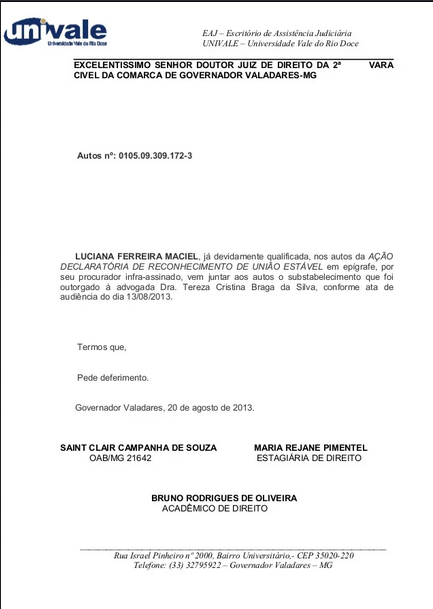 univale
Universidade Vale do Rio Doce
EAJ – Escritório de Assistência Judiciária
UNIVALE – Universidade Vale do Rio Doce
EXCELENTISSIMO SENHOR DOUTOR JUIZ DE DIREITO DA 2ª VARA
CIVEL DA COMARCA DE GOVERNADOR VALADARES-MG
Autos nº: 0105.09.309.172-3
LUCIANA FERREIRA MACIEL, já devidamente qualificada, nos autos da AÇÃO
DECLARATÓRIA DE RECONHECIMENTO DE UNIÃO ESTÁVEL em epígrafe, por
seu procurador infra-assinado, vem juntar aos autos o substabelecimento que foi
outorgado à advogada Dra. Tereza Cristina Braga da Silva, conforme ata de
audiência do dia 13/08/2013.
Termos que,
Pede deferimento.
Governador Valadares, 20 de agosto de 2013.
SAINT CLAIR CAMPANHA DE SOUZA MARIA REJANE PIMENTEL
OAB/MG 21642 ESTAGIÁRIA DE DIREITO
BRUNO RODRIGUES DE OLIVEIRA
ACADÊMICO DE DIREITO
Rua Israel Pinheiro nº 2000, Bairro Universitário,- CEP 35020-220
Telefone: (33) 32795922 – Governador Valadares – MG